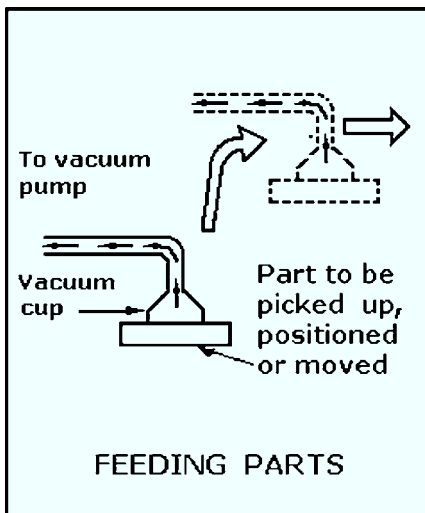 To vacuum
pump
Vacuum
cup
Part to be
picked up,
positioned
or moved
FEEDING PARTS